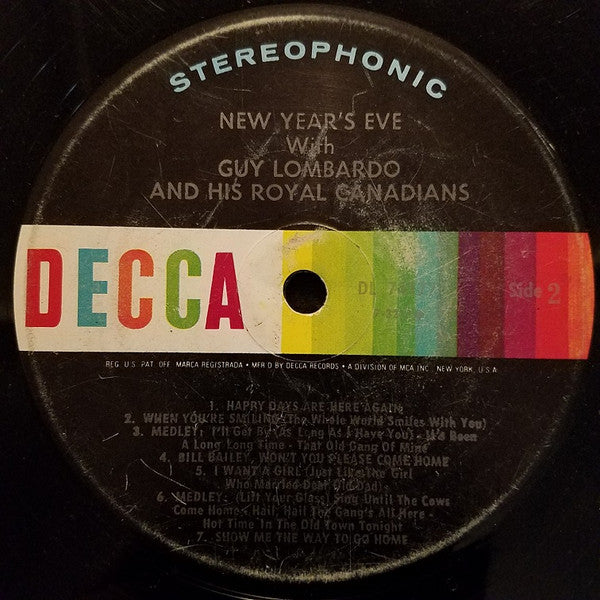 STEREOPHONIC
NEW YEAR'S EVE
With
GUY LOMBARDO
AND HIS ROYAL CANADIANS
DECCA
DL 7
Side 2
REG. U.S. PAT. OFF. MARCA REGISTRADA • MFR'D BY DECCA RECORDS • A DIVISION OF MCA INC. NEW YORK, U.S.A.
1. HAPPY DAYS ARE HERE AGAIN
2. WHEN YOU'RE SMILING (The Whole World Smiles With You)
3. MEDLEY: I'll Get By (As Long As I Have You) - It's Been
A Long Long Time - That Old Gang Of Mine
4. BILL BAILEY, WON'T YOU PLEASE COME HOME
5. I WANT A GIRL (Just Like The Girl
Who Married Dear Old Dad)
6. MEDLEY: (Lift Your Glass) Sing Until The Cows
Come Home - Hail, Hail The Gang's All Here -
Hot Time In The Old Town Tonight
7. SHOW ME THE WAY TO GO HOME